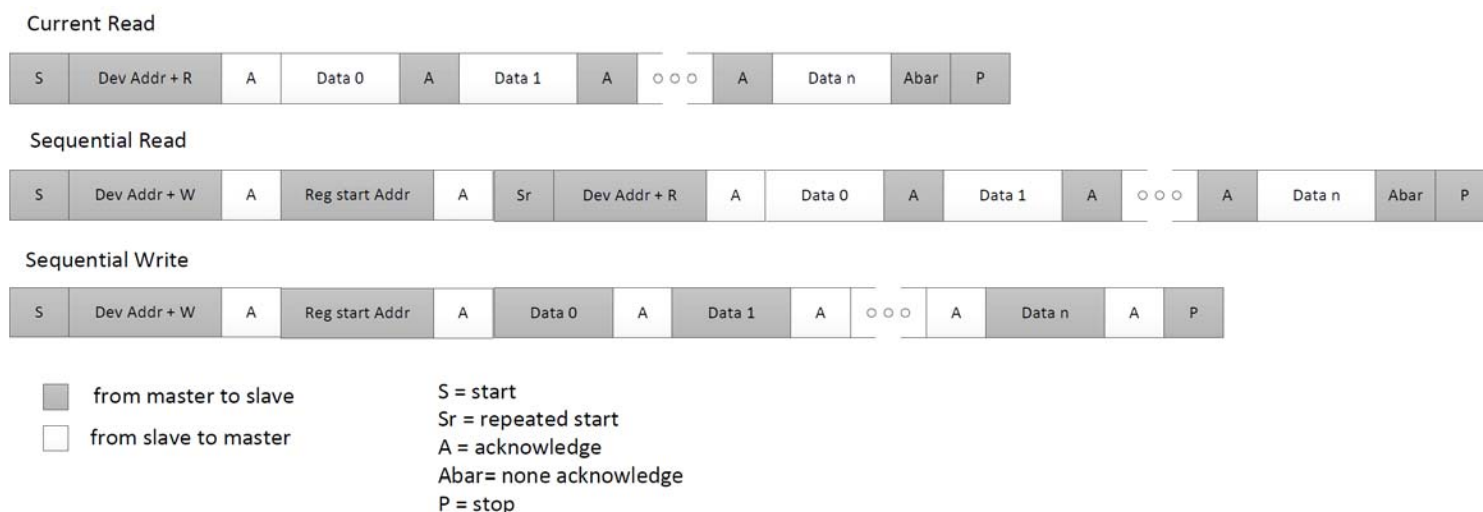 Current Read
S Dev Addr + R A Data 0 A Data 1 A A Data n Abar P
Sequential Read
S Dev Addr + W A Reg start Addr A Sr Dev Addr + R A Data 0 A Data 1 A A Data n Abar P
Sequential Write
S Dev Addr + W A Reg start Addr A Data 0 A Data 1 A A Data n A P
from master to slave
from slave to master
S = start
Sr = repeated start
A = acknowledge
Abar= none acknowledge
P = stop